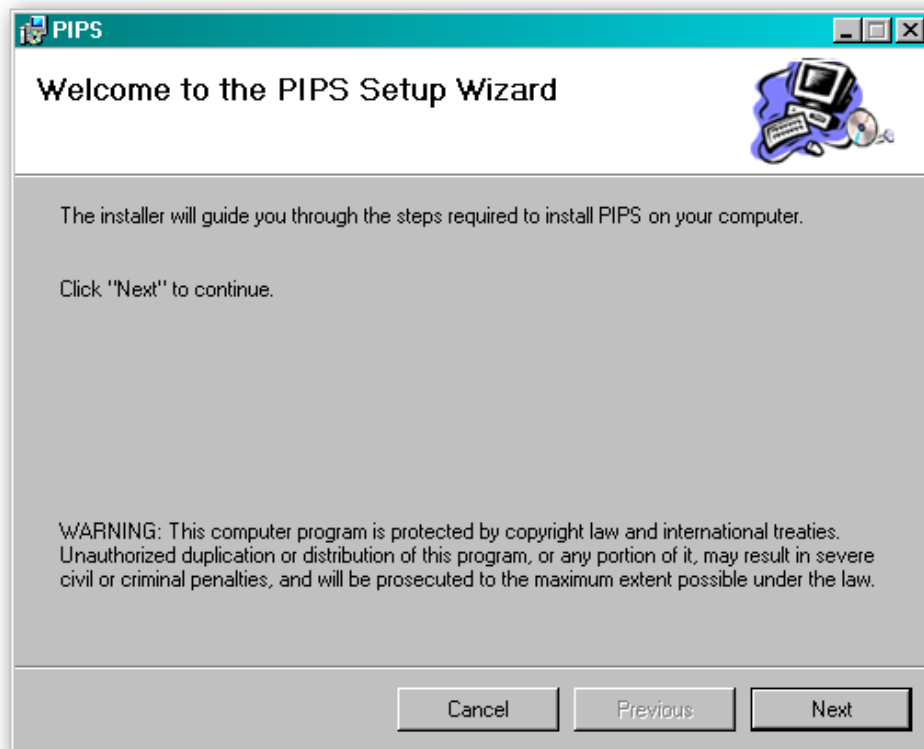 PIPS
Welcome to the PIPS Setup Wizard
The installer will guide you through the steps required to install PIPS on your computer.
Click "Next" to continue.
WARNING: This computer program is protected by copyright law and international treaties.
Unauthorized duplication or distribution of this program, or any portion of it, may result in severe
civil or criminal penalties, and will be prosecuted to the maximum extent possible under the law.
Cancel Previous Next